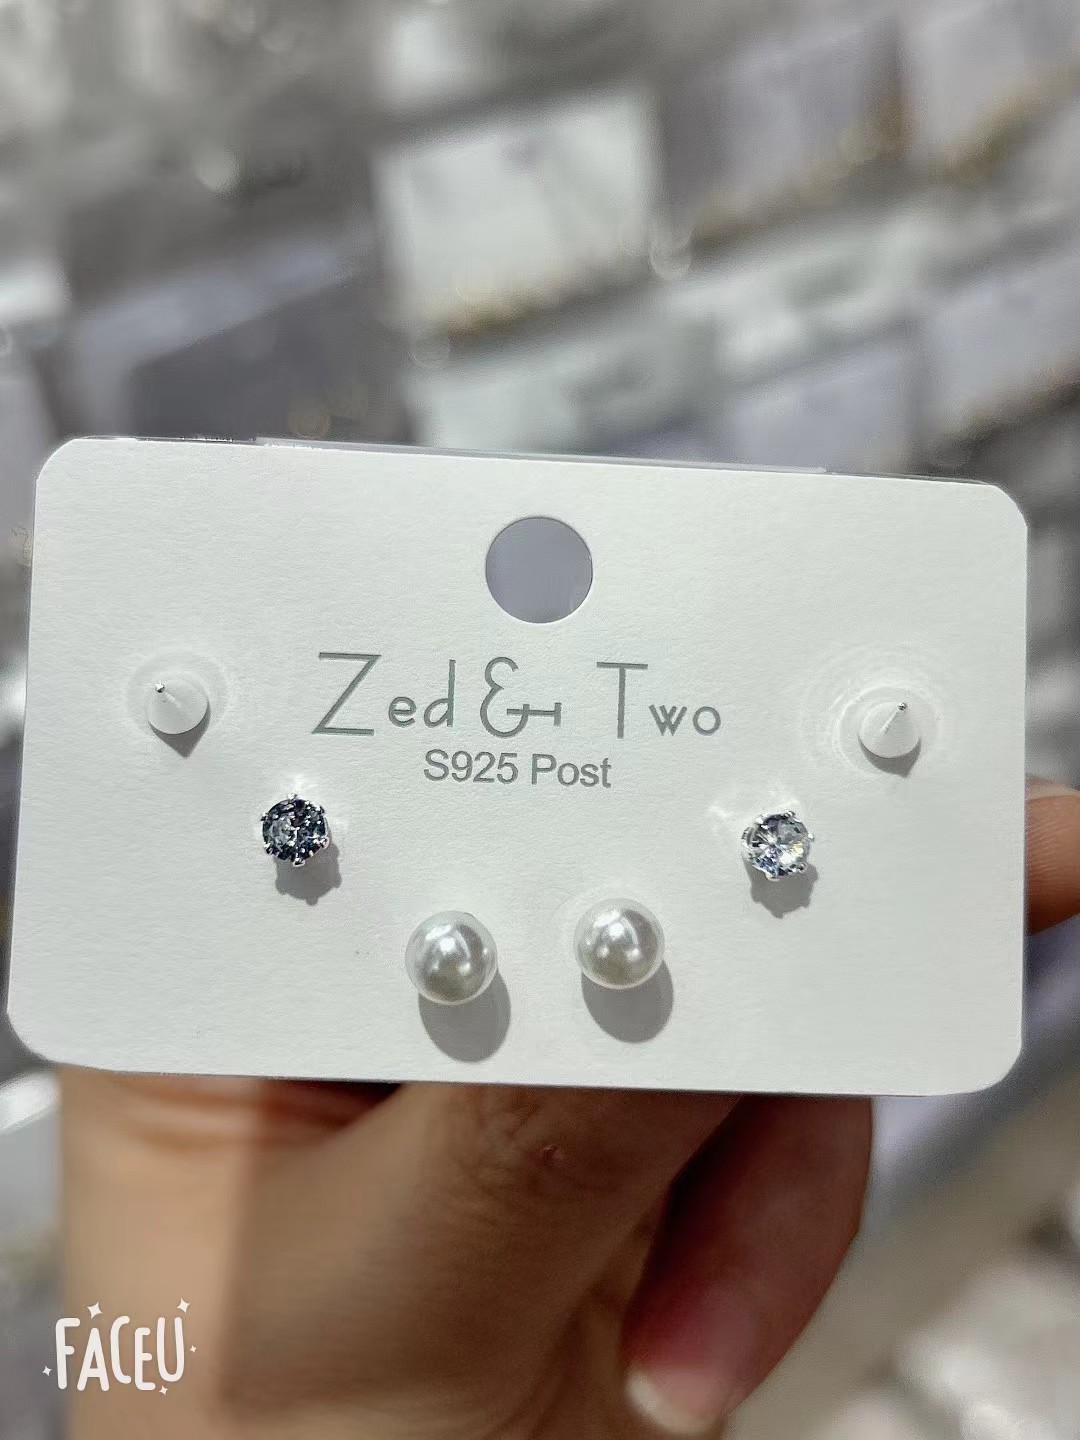 Zed & Two
S925 Post
FACEU